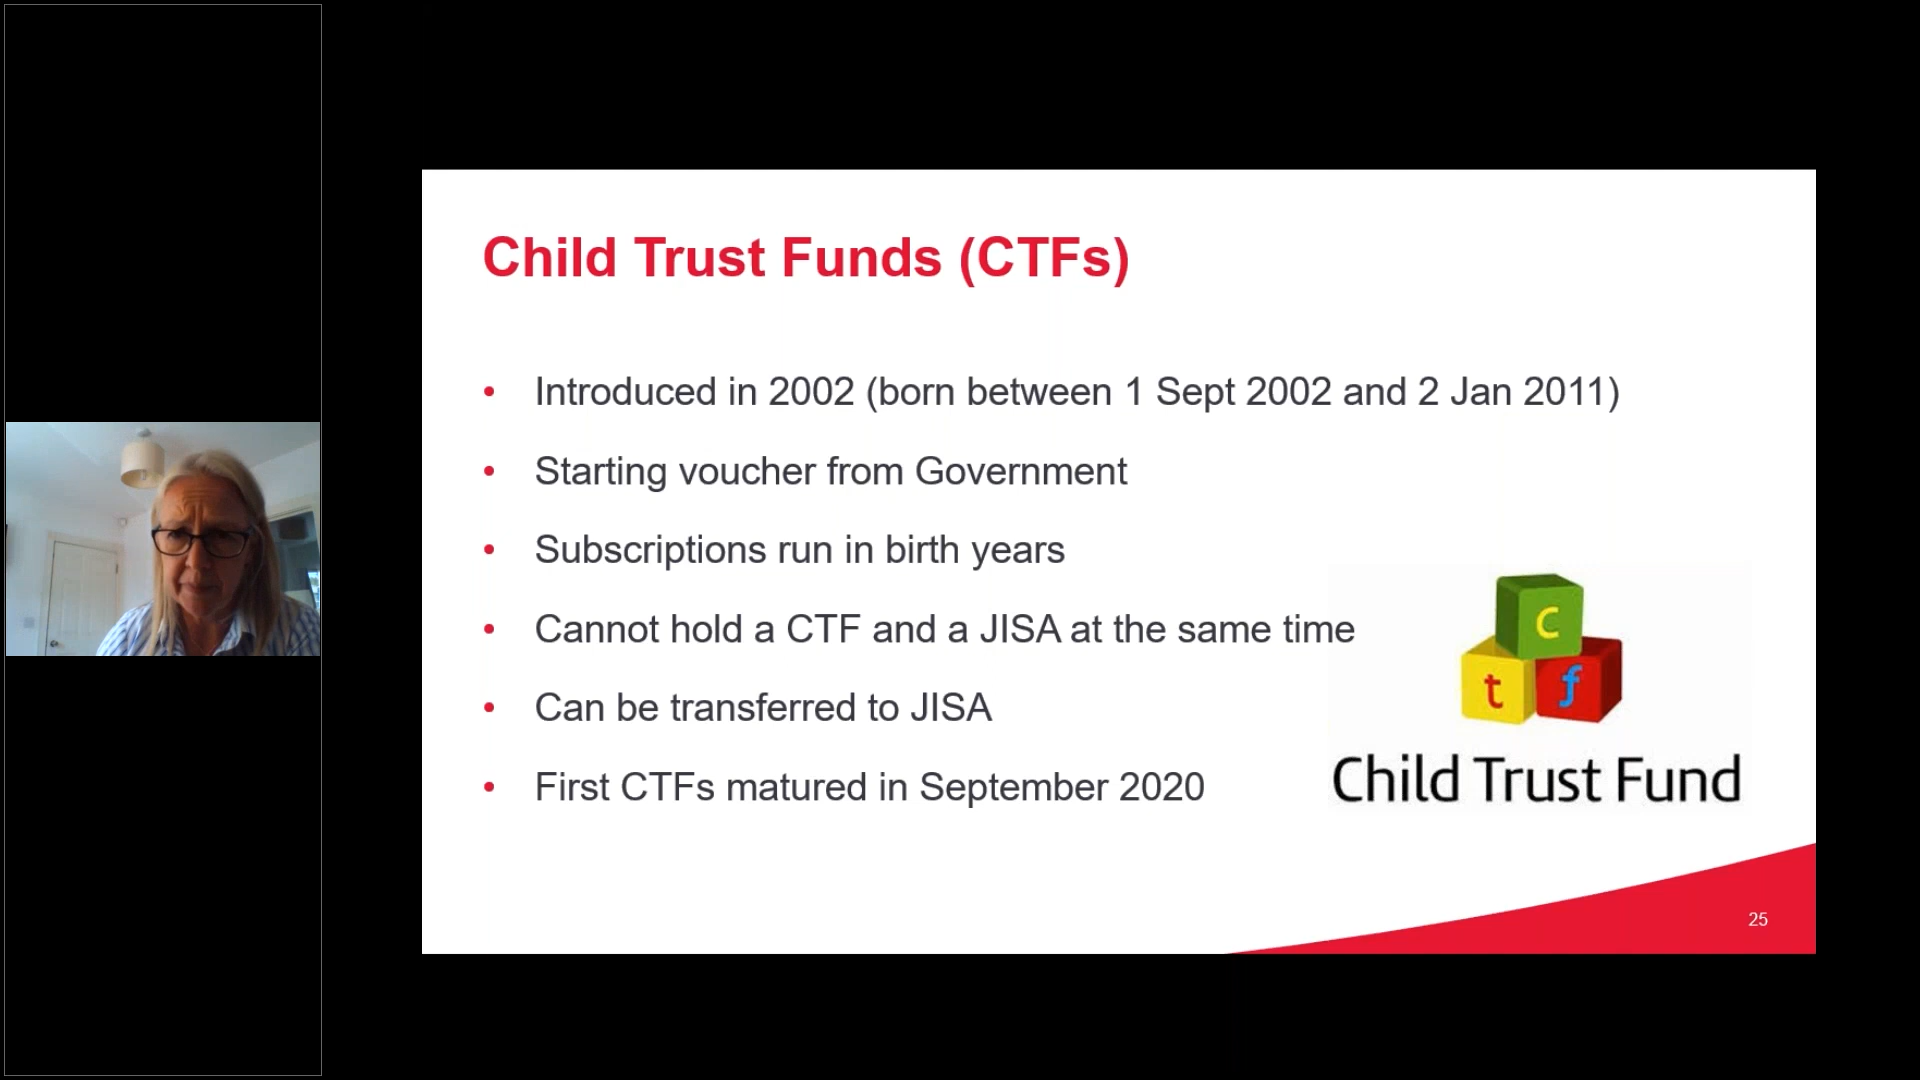 Child Trust Funds (CTFs)
• Introduced in 2002 (born between 1 Sept 2002 and 2 Jan 2011)
• Starting voucher from Government
• Subscriptions run in birth years
• Cannot hold a CTF and a JISA at the same time
• Can be transferred to JISA
• First CTFs matured in September 2020
c
t f
Child Trust Fund
25